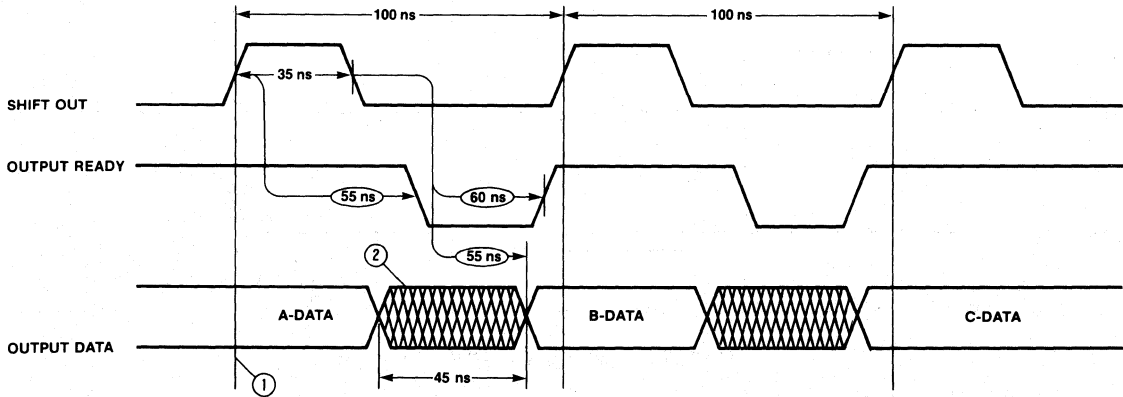 100 ns
100 ns
35 ns
SHIFT OUT
OUTPUT READY
55 ns
60 ns
55 ns
2
A-DATA
B-DATA
C-DATA
OUTPUT DATA
45 ns
1